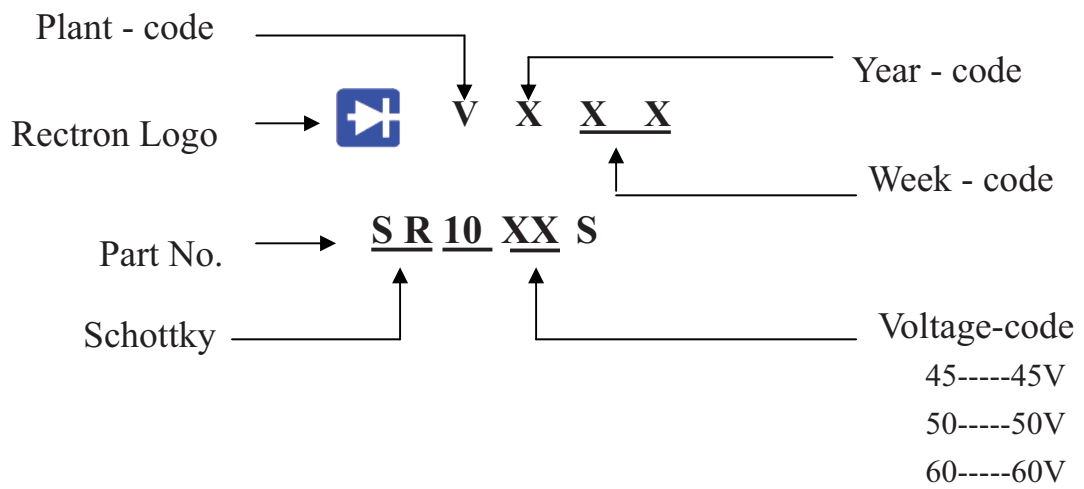 Plant - code
Year - code
Rectron Logo
V X X X
Week - code
Part No.
S R 10 XX S
Schottky
Voltage-code
45-----45V
50-----50V
60-----60V